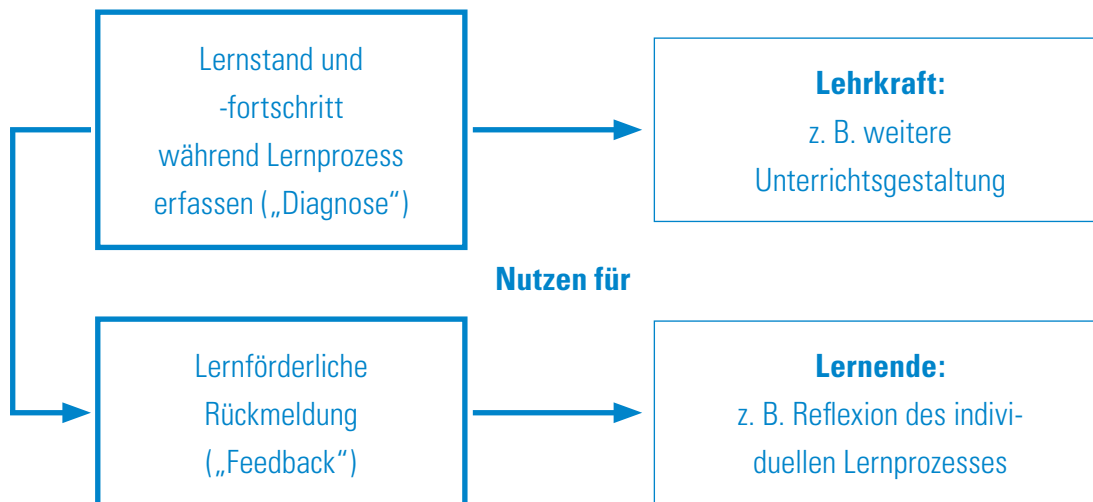 Lernstand und
-fortschritt
während Lernprozess
erfassen („Diagnose“)
Lehrkraft:
z. B. weitere
Unterrichtsgestaltung
Nutzen für
Lernförderliche
Rückmeldung
(„Feedback“)
Lernende:
z. B. Reflexion des indivi-
duellen Lernprozesses